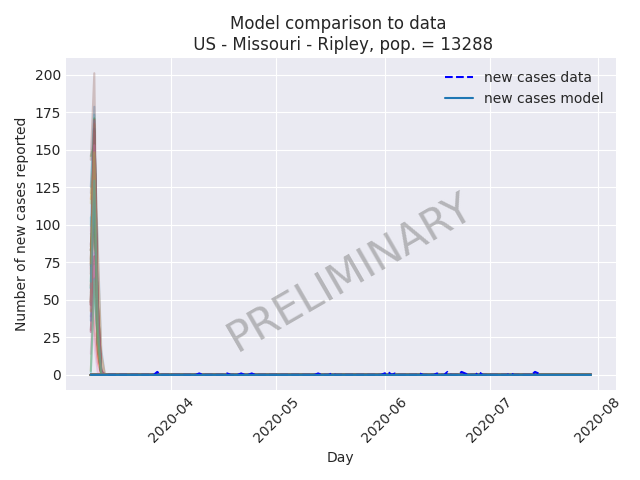 Model comparison to data
US - Missouri - Ripley, pop. = 13288
new cases data
new cases model
Number of new cases reported
200
175
150
125
100
75
50
25
0
PRELIMINARY
2020-04
2020-05
2020-06
2020-07
2020-08
Day